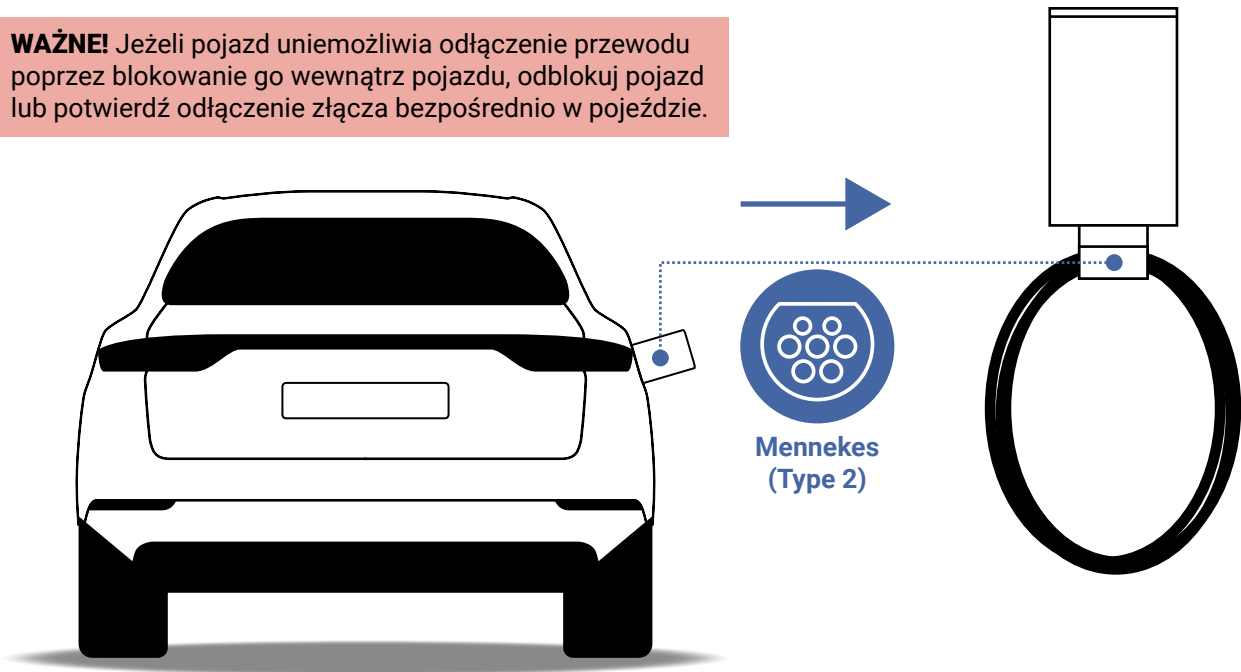 WAŻNE! Jeżeli pojazd uniemożliwia odłączenie przewodu
poprzez blokowanie go wewnątrz pojazdu, odblokuj pojazd
lub potwierdź odłączenie złącza bezpośrednio w pojeździe.
Mennekes
(Type 2)